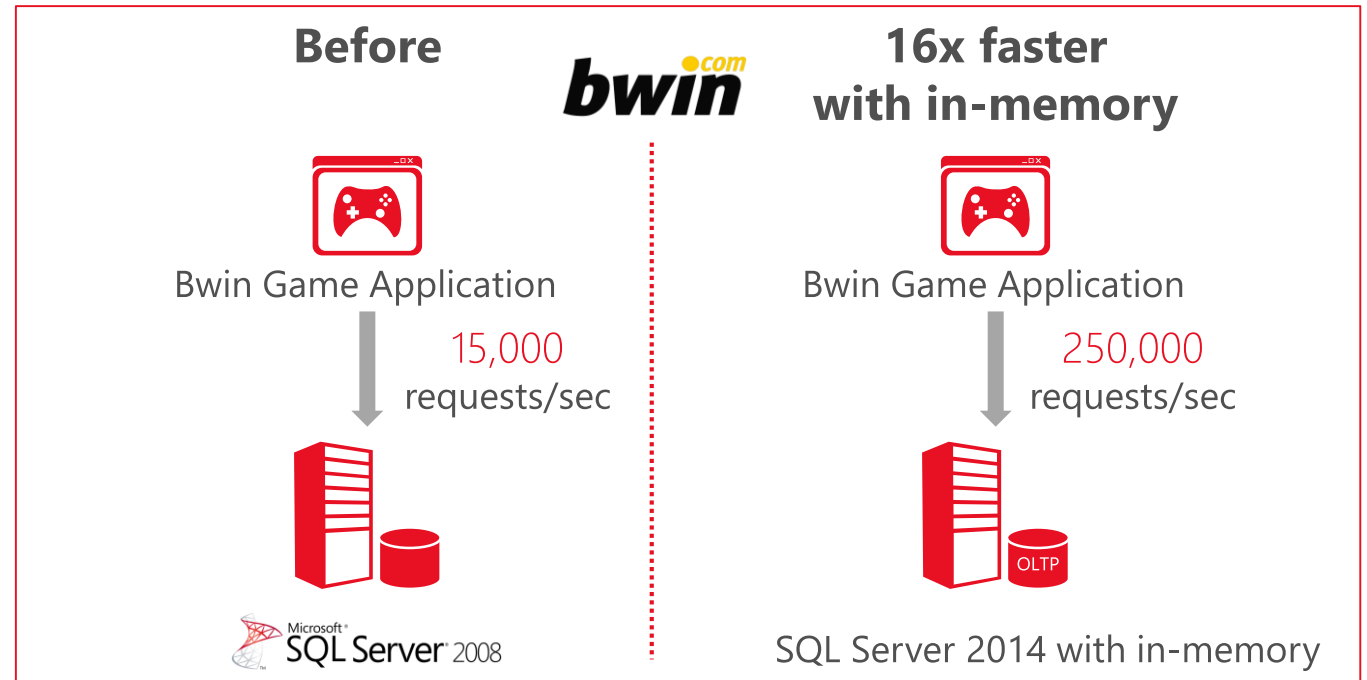 Before
bwin.com
16x faster
with in-memory
Bwin Game Application
15,000
requests/sec
Microsoft®
SQL Server® 2008
Bwin Game Application
250,000
requests/sec
OLTP
SQL Server 2014 with in-memory